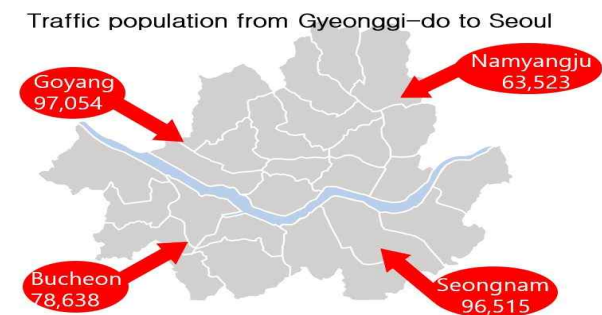 Traffic population from Gyeonggi-do to Seoul
Goyang
97,054
Namyangju
63,523
Bucheon
78,638
Seongnam
96,515